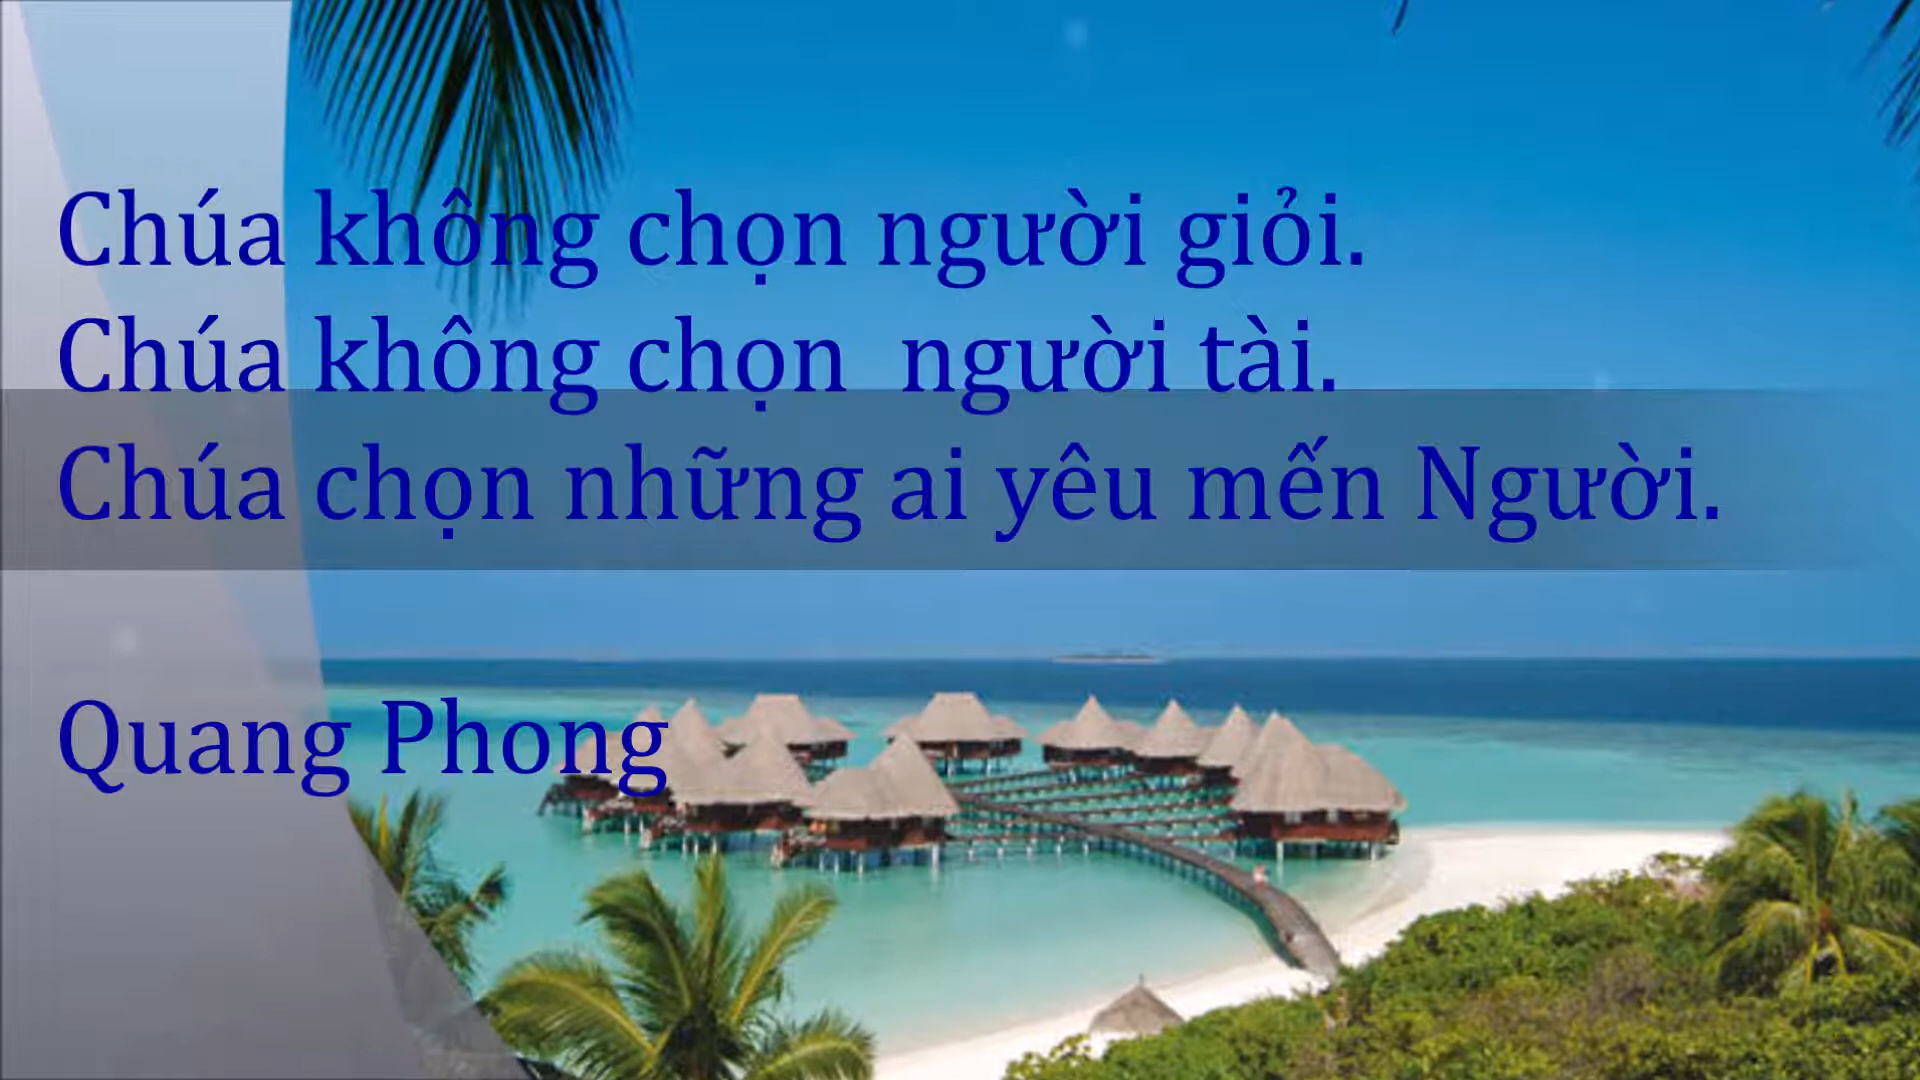 Chúa không chọn người giỏi.
Chúa không chọn  người tài.
Chúa chọn những ai yêu mến Người.
Quang Phong